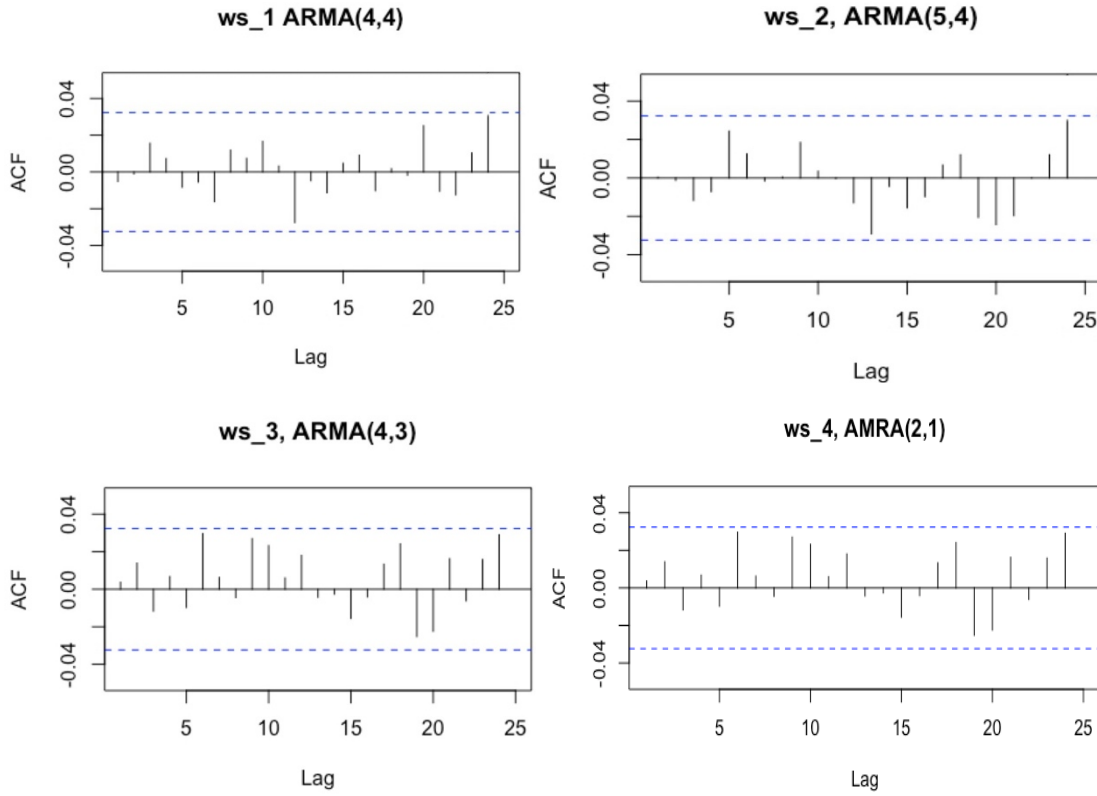 ws_1 ARMA(4,4)
ACF
0.04
0.00
-0.04
5 10 15 20 25
Lag
ws_2, ARMA(5,4)
ACF
0.04
0.00
-0.04
5 10 15 20 25
Lag
ws_3, ARMA(4,3)
ACF
0.04
0.00
-0.04
5 10 15 20 25
Lag
ws_4, AMRA(2,1)
ACF
0.04
0.00
-0.04
5 10 15 20 25
Lag